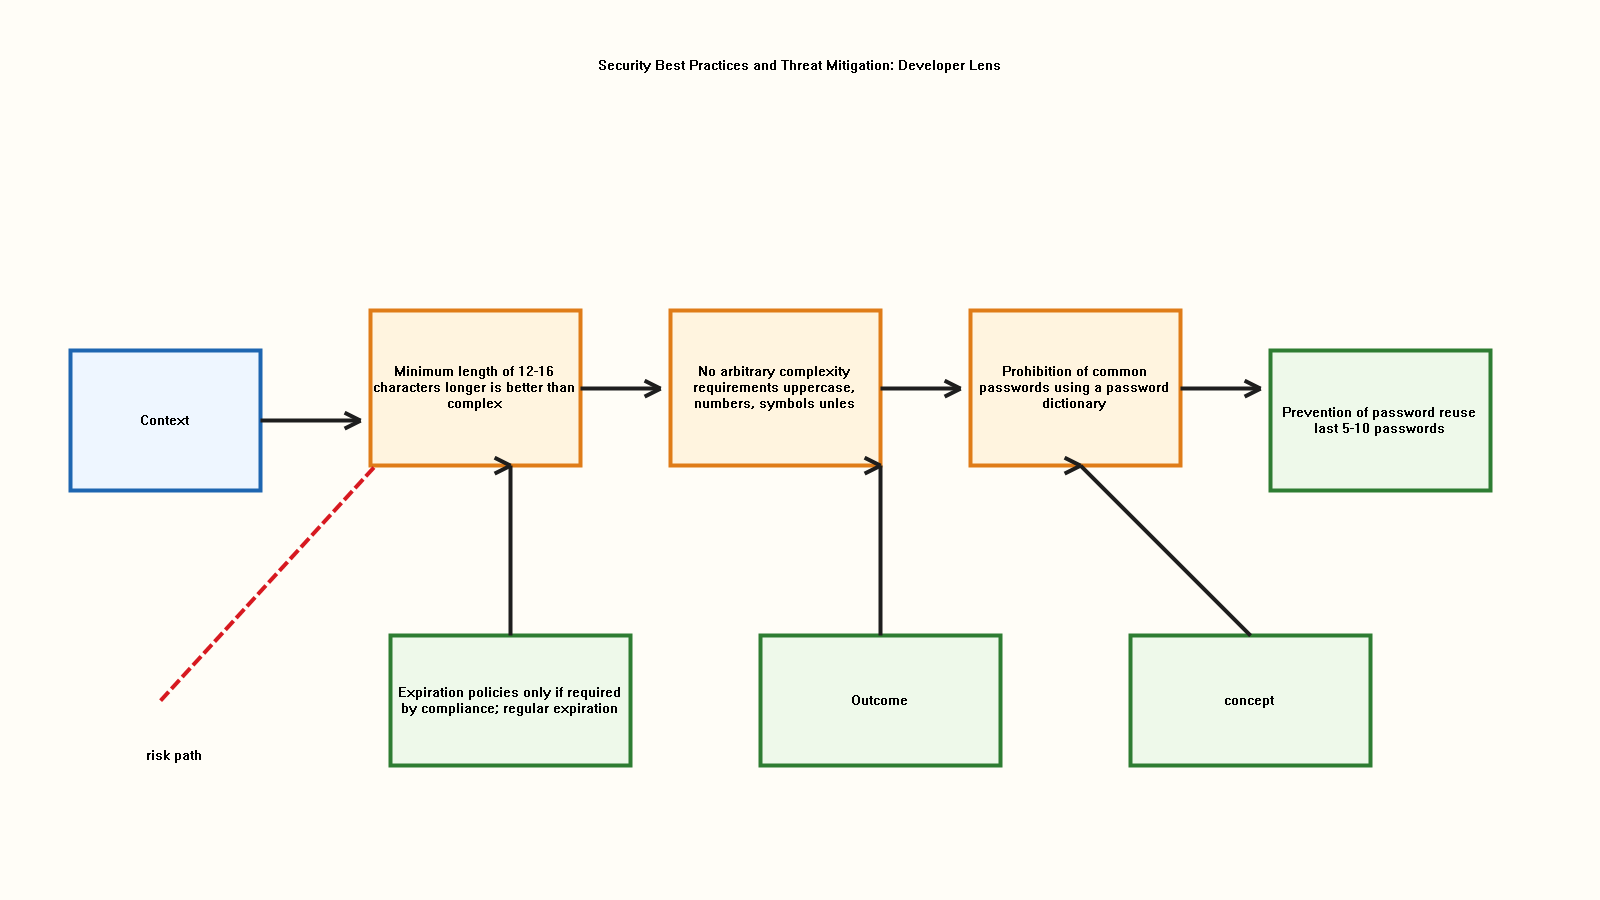 Security Best Practices and Threat Mitigation: Developer Lens
Context
Minimum length of 12-16
characters longer is better than
complex
No arbitrary complexity
requirements uppercase,
numbers, symbols unles
Prohibition of common
passwords using a password
dictionary
Prevention of password reuse
last 5-10 passwords
Expiration policies only if required
by compliance; regular expiration
Outcome
concept
risk path